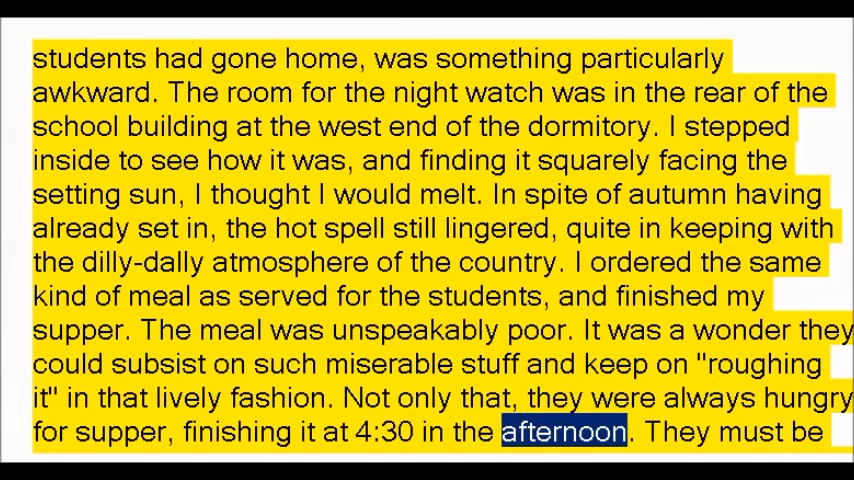 students had gone home, was something particularly
awkward. The room for the night watch was in the rear of the
school building at the west end of the dormitory. I stepped
inside to see how it was, and finding it squarely facing the
setting sun, I thought I would melt. In spite of autumn having
already set in, the hot spell still lingered, quite in keeping with
the dilly-dally atmosphere of the country. I ordered the same
kind of meal as served for the students, and finished my
supper. The meal was unspeakably poor. It was a wonder they
could subsist on such miserable stuff and keep on "roughing
it" in that lively fashion. Not only that, they were always hungry
for supper, finishing it at 4:30 in the afternoon. They must be